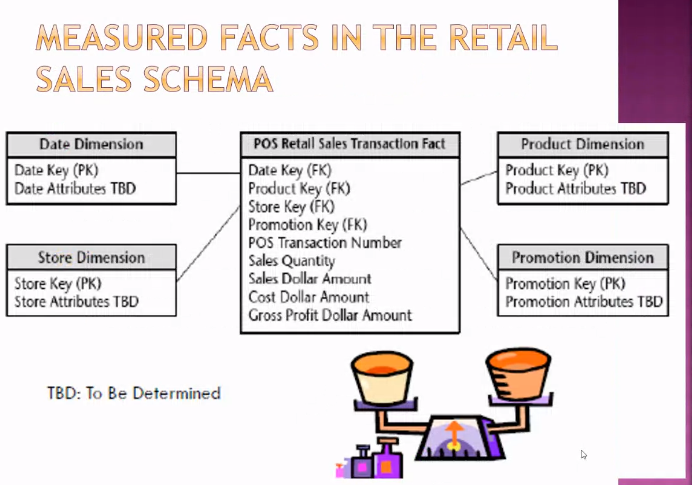 MEASURED FACTS IN THE RETAIL
SALES SCHEMA
Date Dimension
Date Key (PK)
Date Attributes TBD
Store Dimension
Store Key (PK)
Store Attributes TBD
POS Retail Sales Transaction Fact
Date Key (FK)
Product Key (FK)
Store Key (FK)
Promotion Key (FK)
POS Transaction Number
Sales Quantity
Sales Dollar Amount
Cost Dollar Amount
Gross Profit Dollar Amount
Product Dimension
Product Key (PK)
Product Attributes TBD
Promotion Dimension
Promotion Key (PK)
Promotion Attributes TBD
TBD: To Be Determined